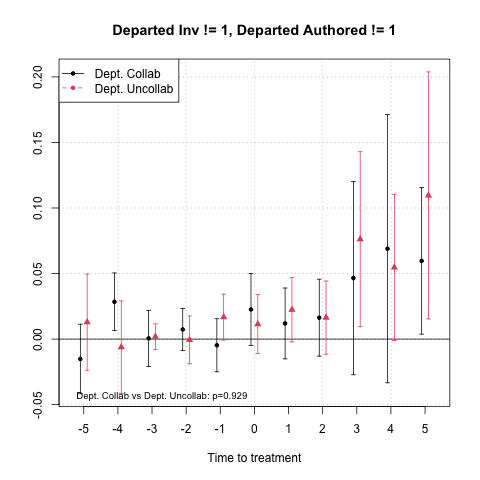 Departed Inv != 1, Departed Authored != 1
Dept. Collab
Dept. Uncollab
0.20
0.15
0.10
0.05
0.00
-0.05
Dept. Collab vs Dept. Uncollab: p=0.929
-5 -4 -3 -2 -1 0 1 2 3 4 5
Time to treatment